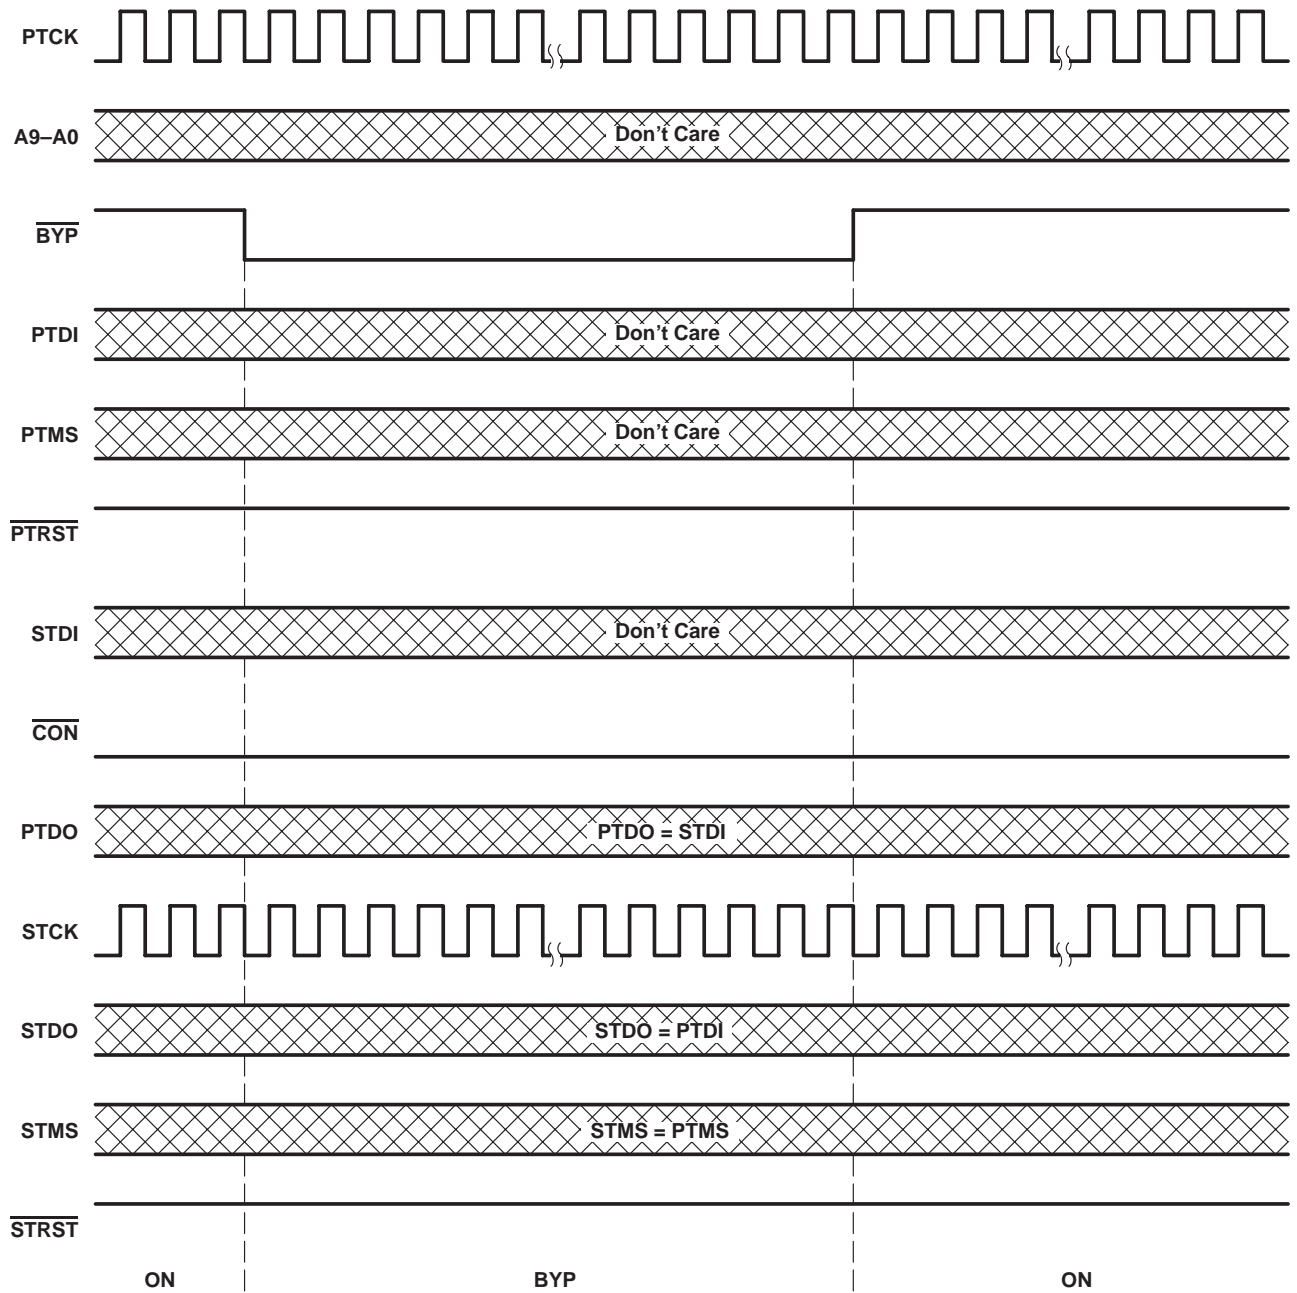 PTCK
A9–A0 Don't Care
BYP
PTDI Don't Care
PTMS Don't Care
PTRST
STDI Don't Care
CON
PTDO PTDO = STDI
STCK
STDO STDO = PTDI
STMS STMS = PTMS
STRST
ON BYP ON